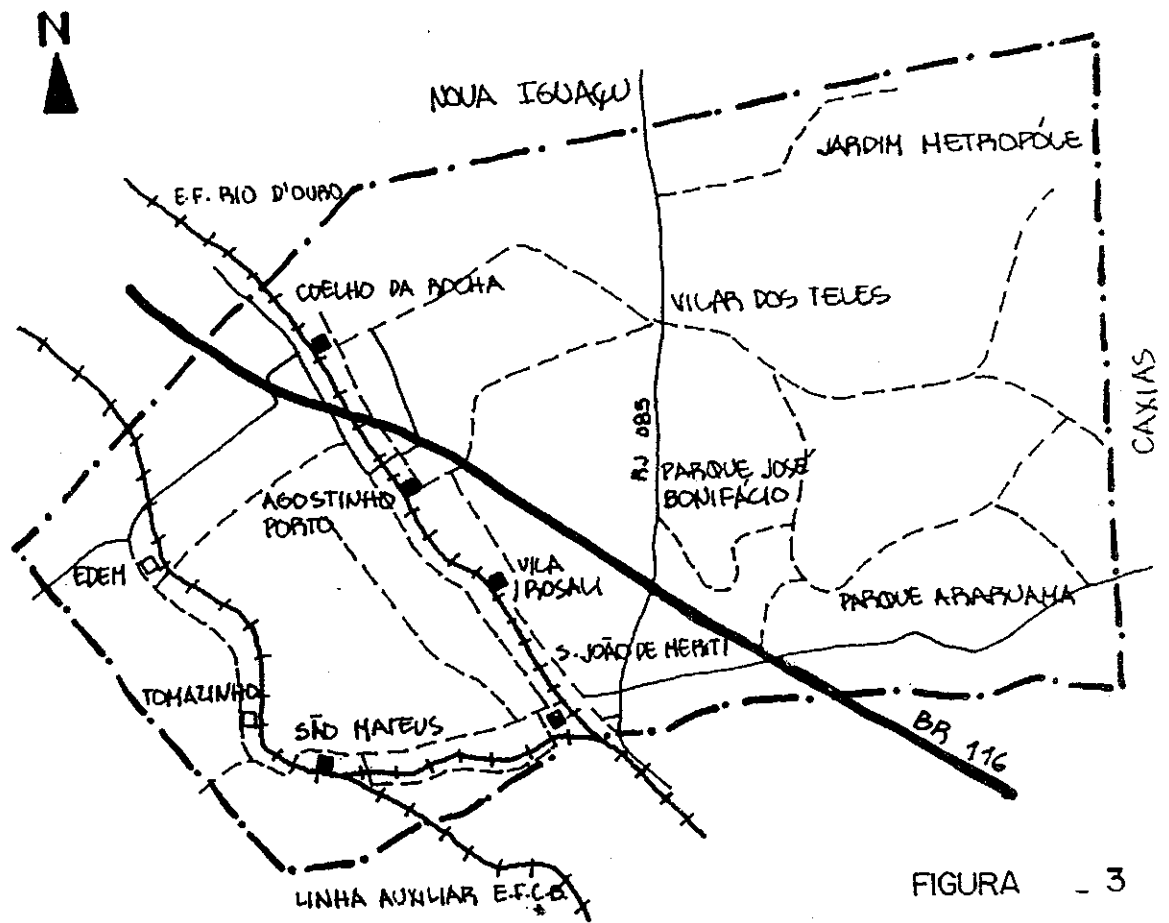 N
NOVA IGUAÇU
JARDIM METROPÓLE
E.F. RIO D'OURO
COELHO DA ROCHA
VILAR DOS TELES
CAXIAS
RJ 085
PARQUE JOSÉ
BONIFÁCIO
AGOSTINHO
PORTO
EDEM
VILA
ROSALI
PARQUE ARARUAMA
S. JOÃO DE MERITI
TOMAZINHO
SÃO MATEUS
BR 116
LINHA AUXILIAR E.F.C.B.
FIGURA _ 3